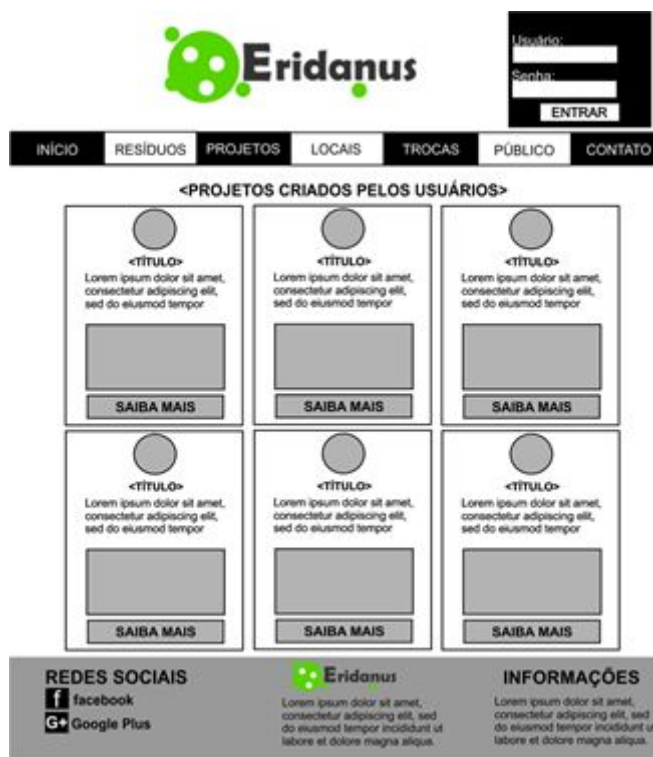 Eridanus
Usuário:
Senha:
ENTRAR
INÍCIO RESÍDUOS PROJETOS LOCAIS TROCAS PÚBLICO CONTATO
<PROJETOS CRIADOS PELOS USUÁRIOS>
<TÍTULO>
Lorem ipsum dolor sit amet,
consectetur adipiscing elit,
sed do eiusmod tempor
SAIBA MAIS
<TÍTULO>
Lorem ipsum dolor sit amet,
consectetur adipiscing elit,
sed do eiusmod tempor
SAIBA MAIS
<TÍTULO>
Lorem ipsum dolor sit amet,
consectetur adipiscing elit,
sed do eiusmod tempor
SAIBA MAIS
<TÍTULO>
Lorem ipsum dolor sit amet,
consectetur adipiscing elit,
sed do eiusmod tempor
SAIBA MAIS
<TÍTULO>
Lorem ipsum dolor sit amet,
consectetur adipiscing elit,
sed do eiusmod tempor
SAIBA MAIS
<TÍTULO>
Lorem ipsum dolor sit amet,
consectetur adipiscing elit,
sed do eiusmod tempor
SAIBA MAIS
REDES SOCIAIS
f facebook
G+ Google Plus
Eridanus
Lorem ipsum dolor sit amet,
consectetur adipiscing elit, sed
do eiusmod tempor incididunt ut
labore et dolore magna aliqua.
INFORMAÇÕES
Lorem ipsum dolor sit amet,
consectetur adipiscing elit, sed
do eiusmod tempor incididunt u
labore et dolore magna aliqua.